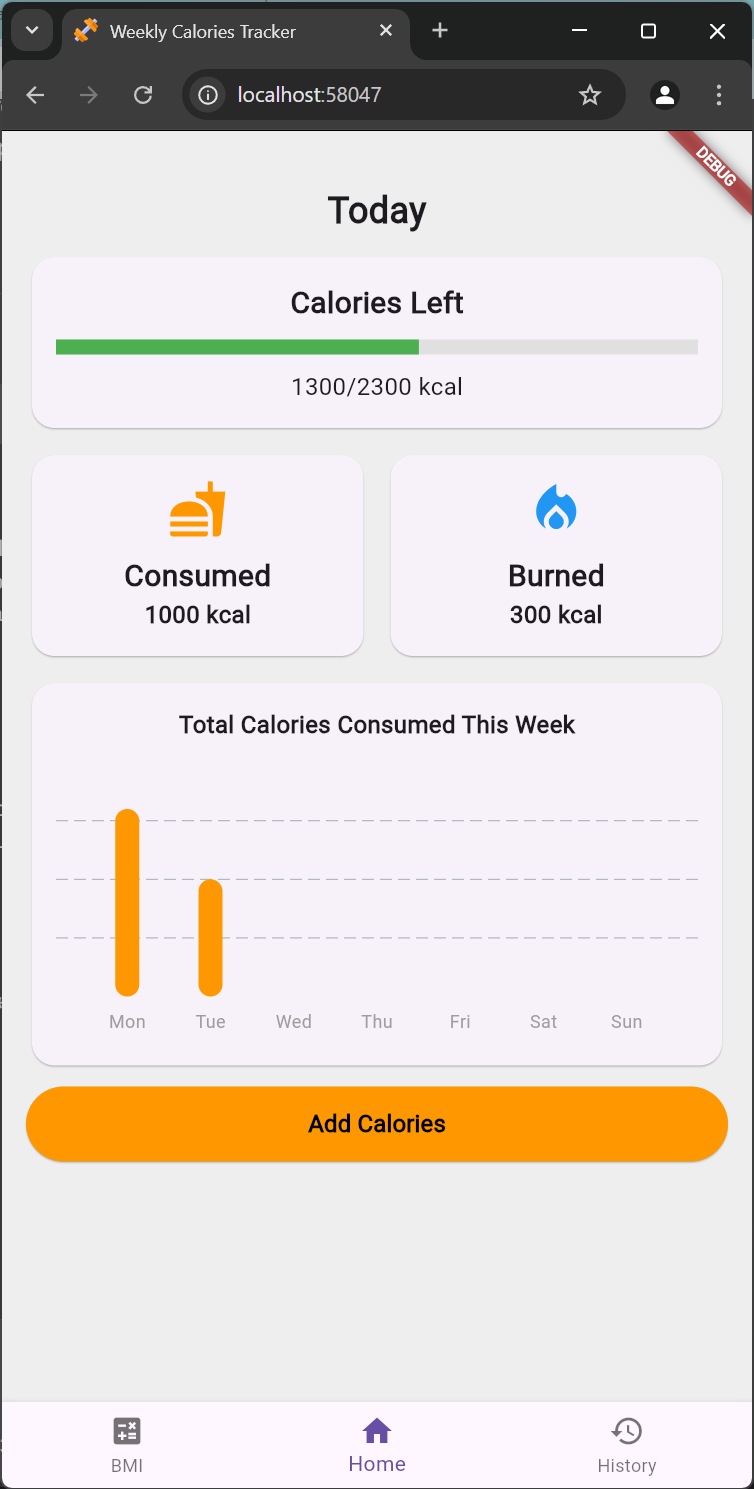 Weekly Calories Tracker
localhost:58047
DEBUG
Today
Calories Left
1300/2300 kcal
Consumed
1000 kcal
Burned
300 kcal
Total Calories Consumed This Week
Mon Tue Wed Thu Fri Sat Sun
Add Calories
BMI Home History